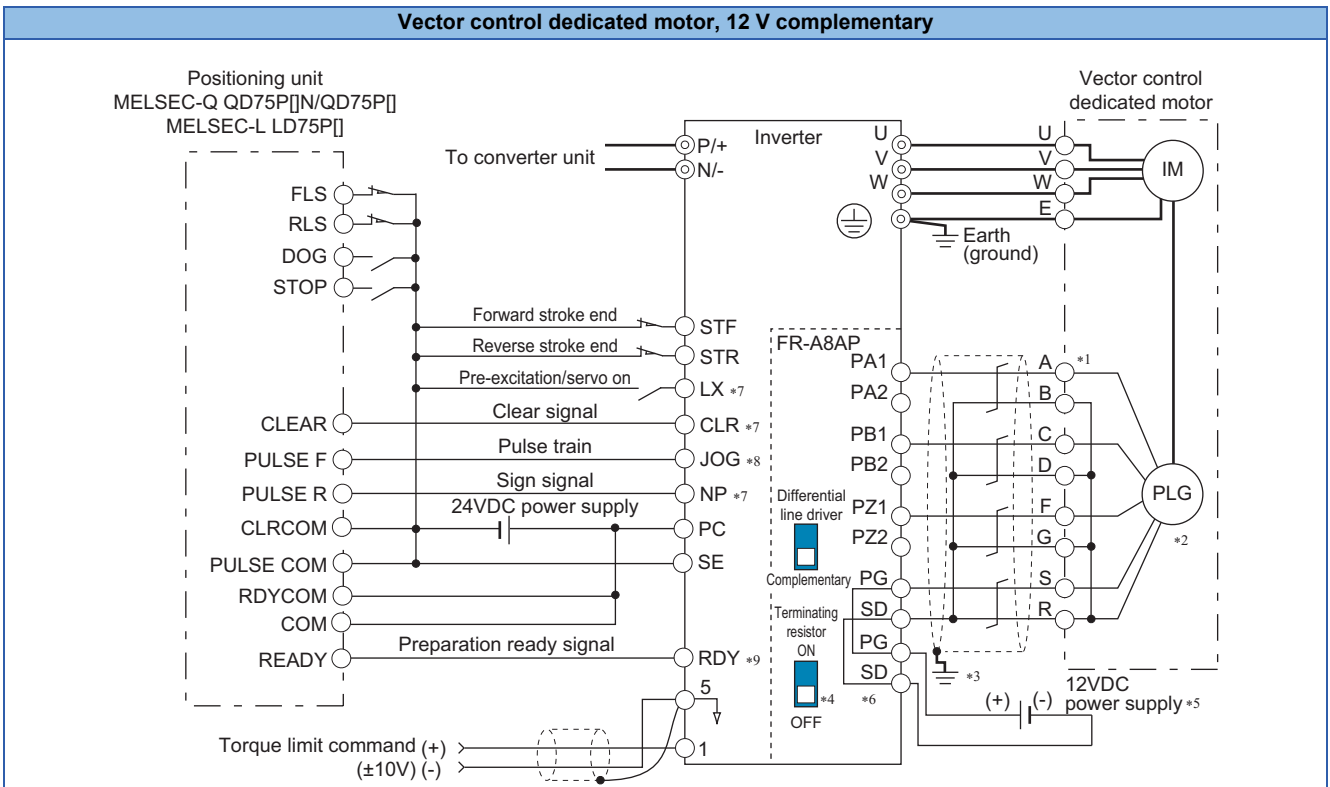 Vector control dedicated motor, 12 V complementary
Positioning unit
MELSEC-Q QD75P[]N/QD75P[]
MELSEC-L LD75P[]
FLS
RLS
DOG
STOP
CLEAR
PULSE F
PULSE R
CLRCOM
PULSE COM
RDYCOM
COM
READY
To converter unit
Forward stroke end
Reverse stroke end
Pre-excitation/servo on
Clear signal
Pulse train
Sign signal
24VDC power supply
Preparation ready signal
Torque limit command (+)
(±10V) (-)
Inverter
P/+
N/-
STF
STR
LX *7
CLR *7
JOG *8
NP *7
PC
SE
RDY *9
5
1
U
V
W
Earth
(ground)
FR-A8AP
PA1
PA2
PB1
PB2
PZ1
PZ2
PG
SD
PG
SD
*6
Differential
line driver
Complementary
Terminating
resistor
ON
*4
OFF
*3
Vector control
dedicated motor
U
V
W
E
IM
A *1
B
C
D
F
G
S
R
PLG
*2
12VDC
power supply *5
(+) (-)